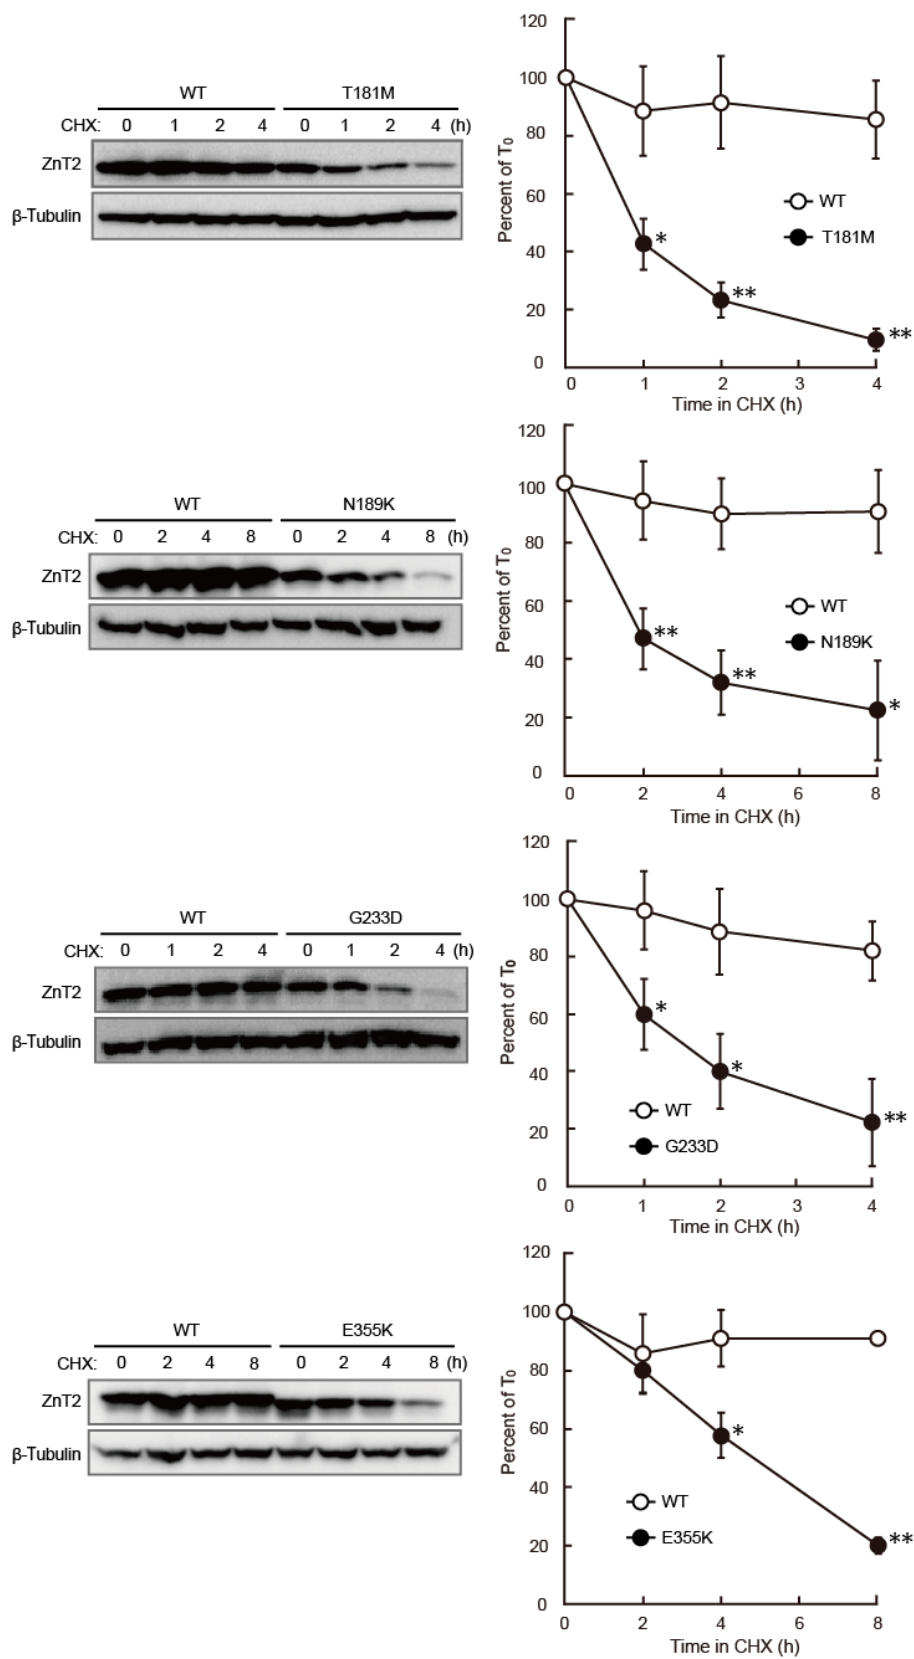 WT T181M
CHX: 0 1 2 4 0 1 2 4 (h)
ZnT2
β-Tubulin
120
100
80
60
40
20
0
Percent of T0
WT
T181M
*
**
**
0 1 2 3 4
Time in CHX (h)
WT N189K
CHX: 0 2 4 8 0 2 4 8 (h)
ZnT2
β-Tubulin
120
100
80
60
40
20
0
Percent of T0
WT
N189K
**
**
*
0 2 4 6 8
Time in CHX (h)
WT G233D
CHX: 0 1 2 4 0 1 2 4 (h)
ZnT2
β-Tubulin
120
100
80
60
40
20
0
Percent of T0
*
*
**
WT
G233D
0 1 2 3 4
Time in CHX (h)
WT E355K
CHX: 0 2 4 8 0 2 4 8 (h)
ZnT2
β-Tubulin
120
100
80
60
40
20
0
Percent of T0
*
**
WT
E355K
0 2 4 6 8
Time in CHX (h)